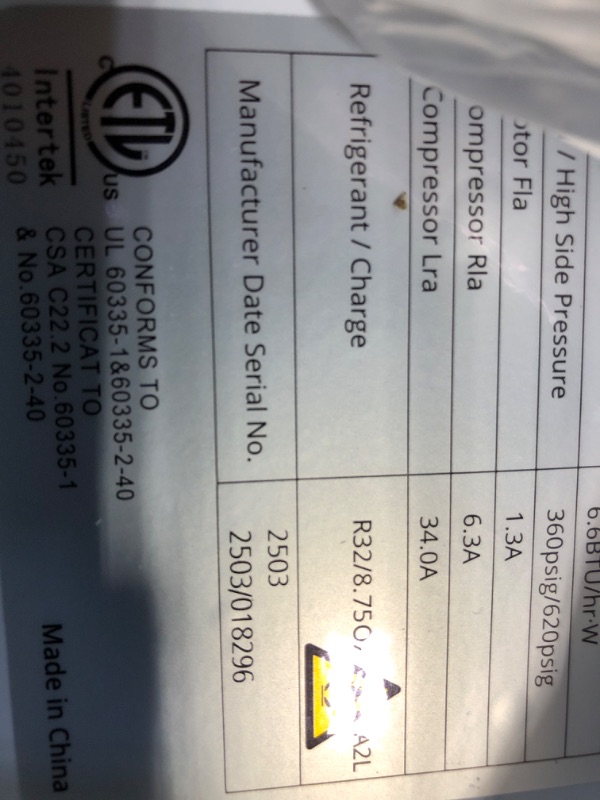 6.6BTU/hr·W
/ High Side Pressure 360psig/620psig
otor Fla 1.3A
ompressor Rla 6.3A
Compressor Lra 34.0A
Refrigerant / Charge R32/8.75O, A2L
Manufacturer Date Serial No. 2503
2503/018296
C ETL US
LISTED
Intertek
4010450
CONFORMS TO
UL 60335-1&60335-2-40
CERTIFICAT TO
CSA C22.2 No.60335-1
& No.60335-2-40
Made in China